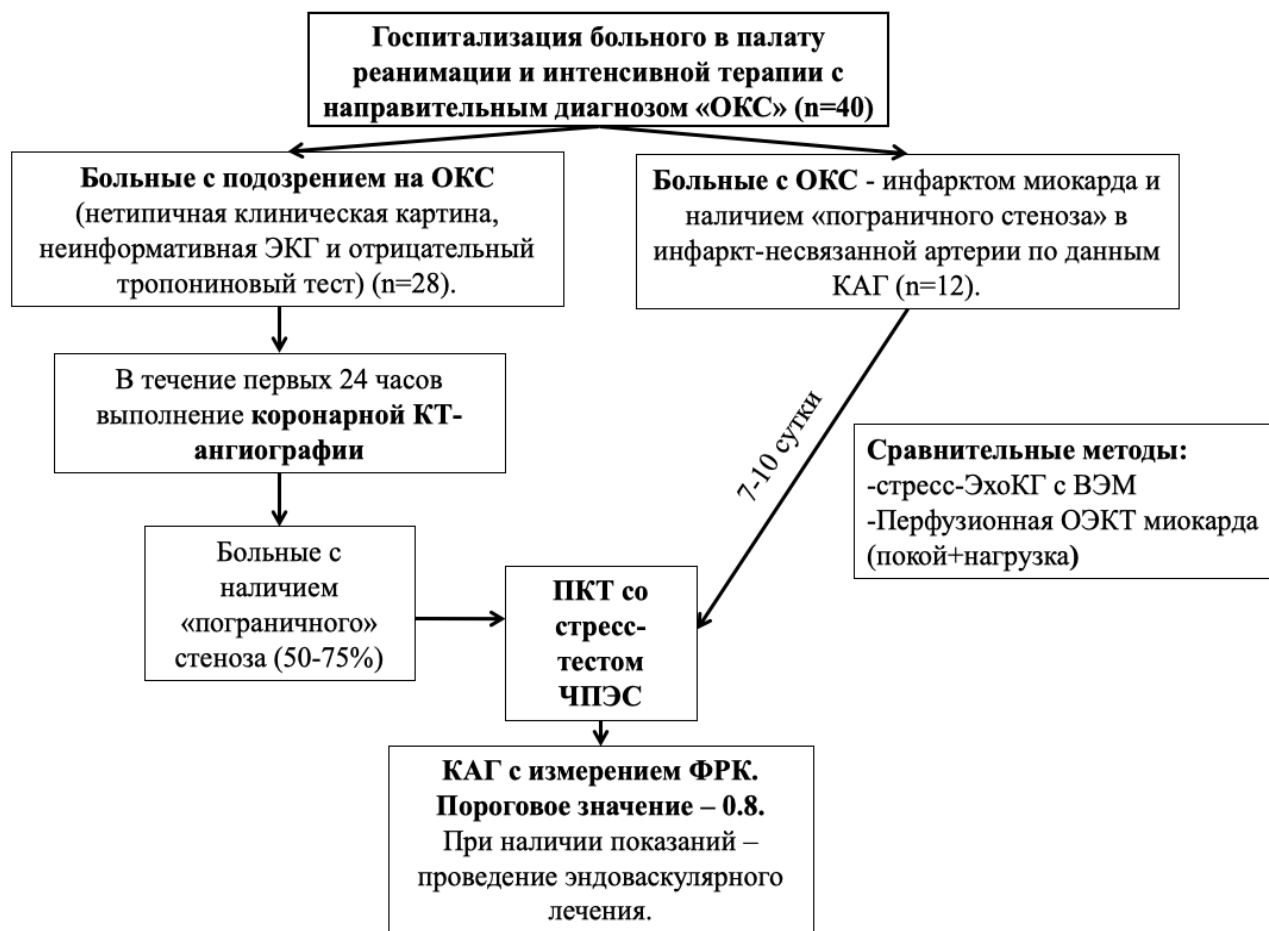 Госпитализация больного в палату
реанимации и интенсивной терапии с
направительным диагнозом «ОКС» (n=40)
Больные с подозрением на ОКС
(нетипичная клиническая картина,
неинформативная ЭКГ и отрицательный
тропониновый тест) (n=28).
Больные с ОКС - инфарктом миокарда и
наличием «пограничного стеноза» в
инфаркт-несвязанной артерии по данным
КАГ (n=12).
В течение первых 24 часов
выполнение коронарной КТ-
ангиографии
7-10 сутки
Сравнительные методы:
-стресс-ЭхоКГ с ВЭМ
-Перфузионная ОЭКТ миокарда
(покой+нагрузка)
Больные с
наличием
«пограничного»
стеноза (50-75%)
ПКТ со
стресс-
тестом
ЧПЭС
КАГ с измерением ФРК.
Пороговое значение – 0.8.
При наличии показаний –
проведение эндоваскулярного
лечения.